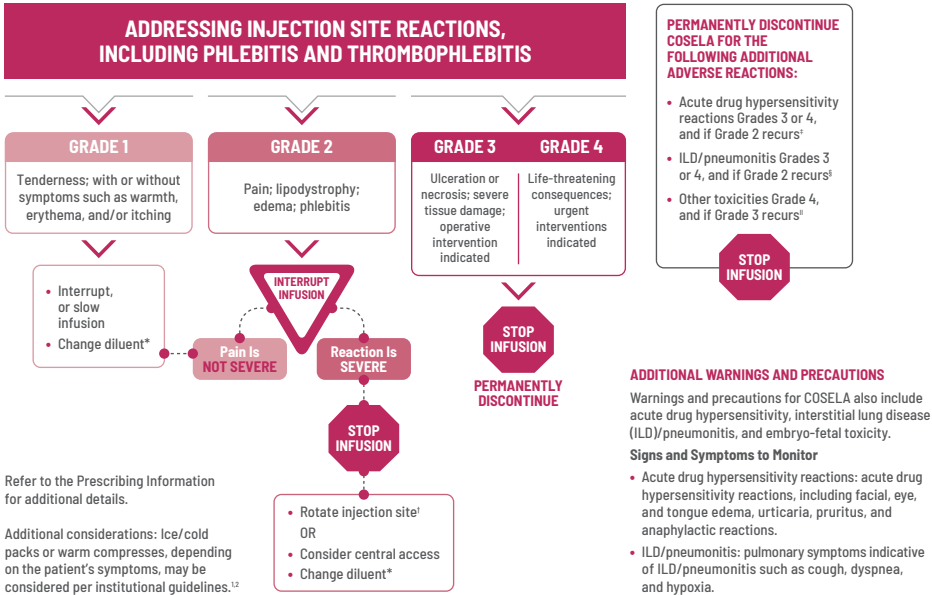 ADDRESSING INJECTION SITE REACTIONS,
INCLUDING PHLEBITIS AND THROMBOPHLEBITIS
GRADE 1
Tenderness; with or without
symptoms such as warmth,
erythema, and/or itching
• Interrupt,
or slow
infusion
• Change diluent*
GRADE 2
Pain; lipodystrophy;
edema; phlebitis
INTERRUPT
INFUSION
Pain Is
NOT SEVERE
Reaction Is
SEVERE
STOP
INFUSION
• Rotate injection site†
OR
• Consider central access
• Change diluent*
GRADE 3
Ulceration or
necrosis; severe
tissue damage;
operative
intervention
indicated
GRADE 4
Life-threatening
consequences;
urgent
interventions
indicated
STOP
INFUSION
PERMANENTLY
DISCONTINUE
Refer to the Prescribing Information
for additional details.
Additional considerations: Ice/cold
packs or warm compresses, depending
on the patient's symptoms, may be
considered per institutional guidelines.1,2
PERMANENTLY DISCONTINUE
COSELA FOR THE
FOLLOWING ADDITIONAL
ADVERSE REACTIONS:
• Acute drug hypersensitivity
reactions Grades 3 or 4,
and if Grade 2 recurs‡
• ILD/pneumonitis Grades 3
or 4, and if Grade 2 recurs§
• Other toxicities Grade 4,
and if Grade 3 recurs||
STOP
INFUSION
ADDITIONAL WARNINGS AND PRECAUTIONS
Warnings and precautions for COSELA also include
acute drug hypersensitivity, interstitial lung disease
(ILD)/pneumonitis, and embryo-fetal toxicity.
Signs and Symptoms to Monitor
• Acute drug hypersensitivity reactions: acute drug
hypersensitivity reactions, including facial, eye,
and tongue edema, urticaria, pruritus, and
anaphylactic reactions.
• ILD/pneumonitis: pulmonary symptoms indicative
of ILD/pneumonitis such as cough, dyspnea,
and hypoxia.